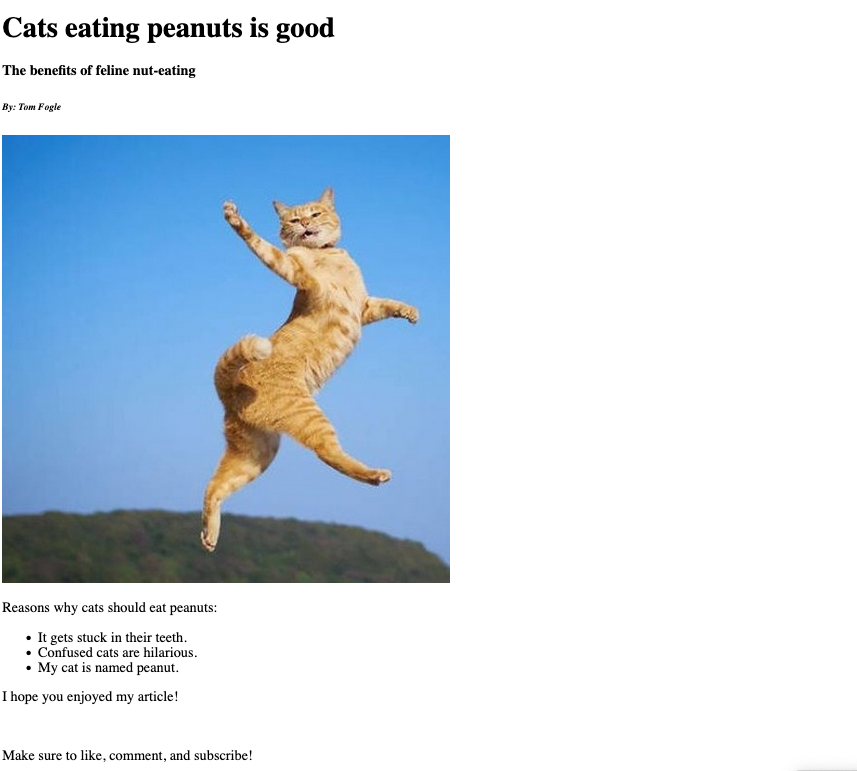 Cats eating peanuts is good
The benefits of feline nut-eating
By: Tom Fogle
Reasons why cats should eat peanuts:
It gets stuck in their teeth.
Confused cats are hilarious.
My cat is named peanut.
I hope you enjoyed my article!
Make sure to like, comment, and subscribe!